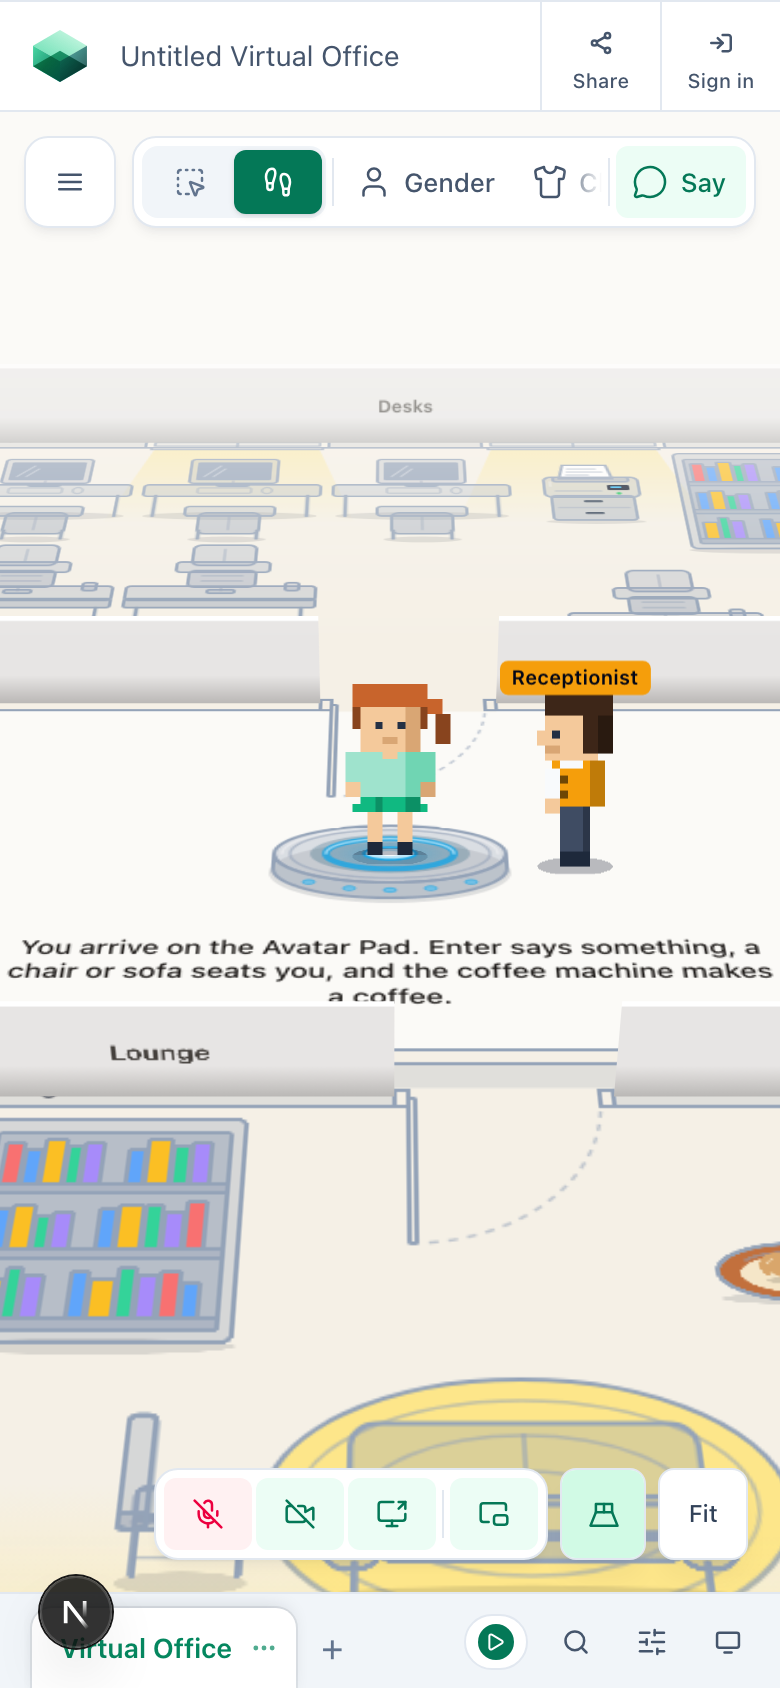 Untitled Virtual Office
Share
Sign in
Gender
C
Say
Desks
Receptionist
You arrive on the Avatar Pad. Enter says something, a
chair or sofa seats you, and the coffee machine makes
a coffee.
Lounge
Fit
N
Virtual Office